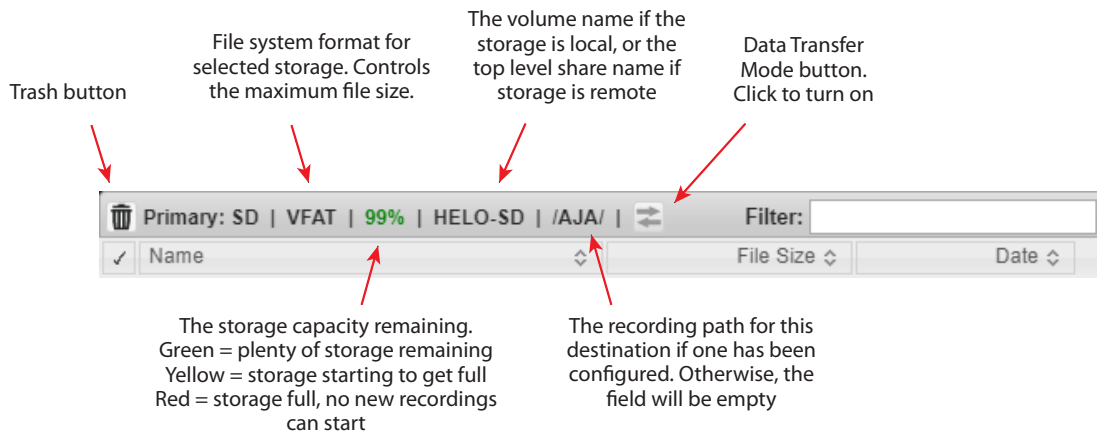 Trash button
File system format for
selected storage. Controls
the maximum file size.
The volume name if the
storage is local, or the
top level share name if
storage is remote
Data Transfer
Mode button.
Click to turn on
Primary: SD | VFAT | 99% | HELO-SD | /AJA/ | Filter:
✓ Name File Size Date
The storage capacity remaining.
Green = plenty of storage remaining
Yellow = storage starting to get full
Red = storage full, no new recordings
can start
The recording path for this
destination if one has been
configured. Otherwise, the
field will be empty